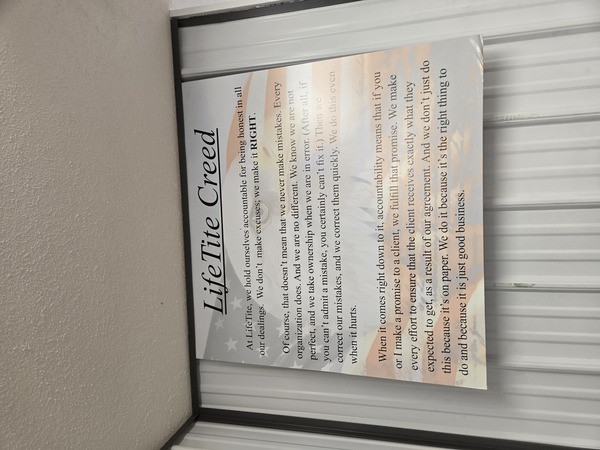 LifeTite Creed
At LifeTite, we hold ourselves accountable for being honest in all
our dealings. We don't make excuses; we make it RIGHT.
Of course, that doesn't mean that we never make mistakes. Every
organization does. And we are no different. We know we are not
perfect, and we take ownership when we are in error. (After all, if
you can't admit a mistake, you certainly can't fix it.) Then we
correct our mistakes, and we correct them quickly. We do this even
when it hurts.
When it comes right down to it, accountability means that if you
or I make a promise to a client, we fulfill that promise. We make
every effort to ensure that the client receives exactly what they
expected to get, as a result of our agreement. And we don't just do
this because it's on paper. We do it because it's the right thing to
do and because it is just good business.